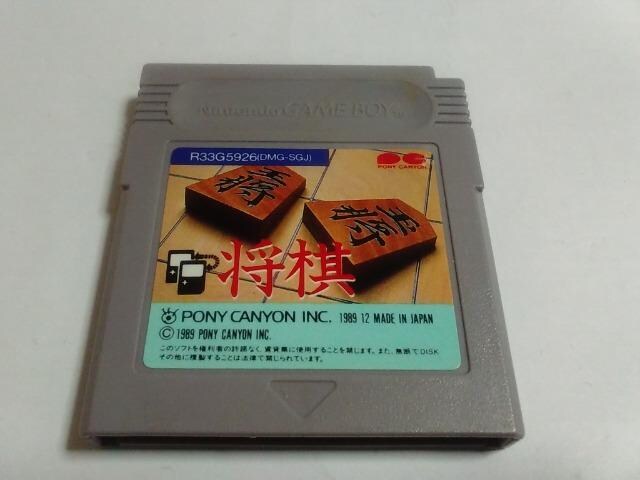 Nintendo GAME BOY
R33G5926(DMG-SGJ)
PONY CANYON
王将
玉将
将棋
PONY CANYON INC. 1989 12 MADE IN JAPAN
© 1989 PONY CANYON INC.
このソフトを権利者の許諾なく賃貸業に使用することを禁じます。また、無断でDISK
その他に複製することは法律で禁じられています。